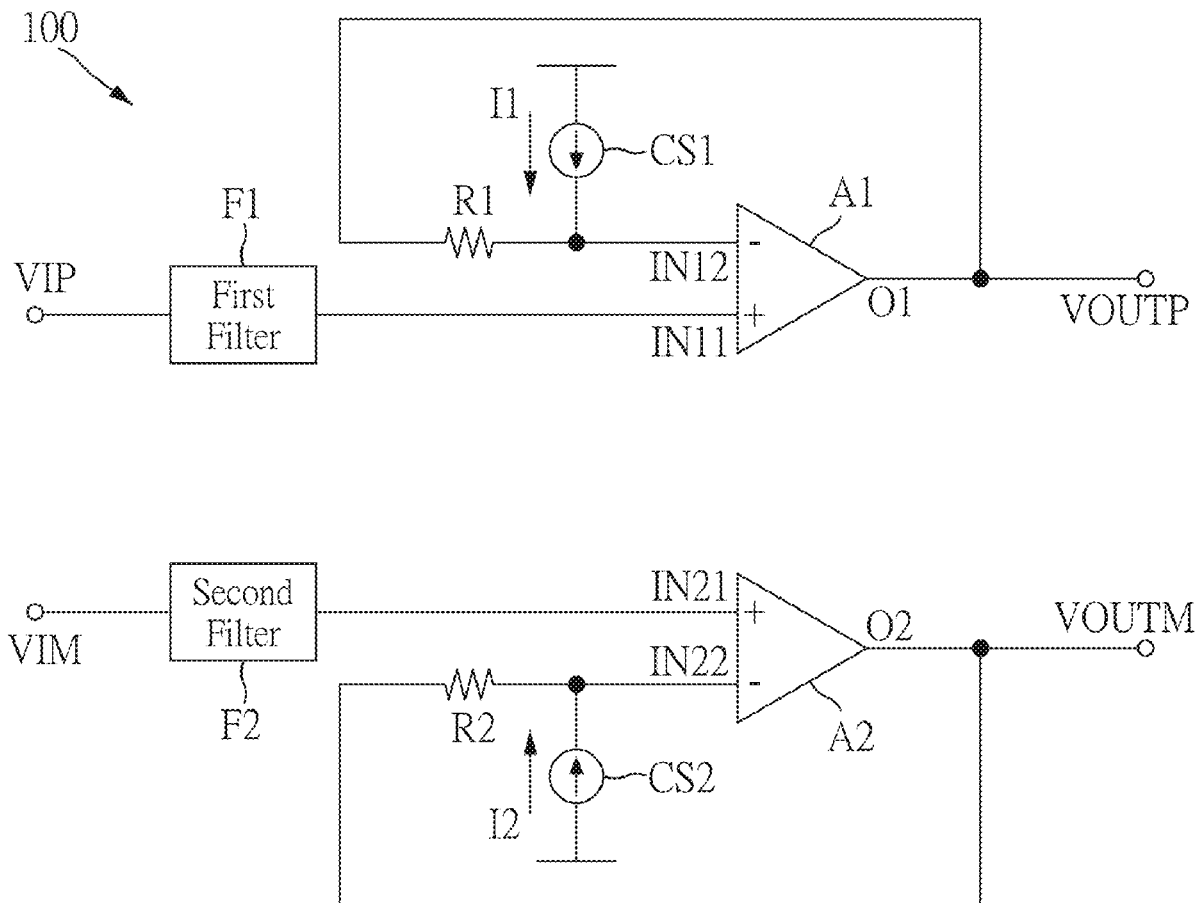 100
I1
CS1
R1
A1
F1
IN12
VIP
First
Filter
-
+
O1
VOUTP
IN11
IN21
Second
Filter
+
O2
VOUTM
VIM
IN22
-
F2
R2
A2
I2
CS2